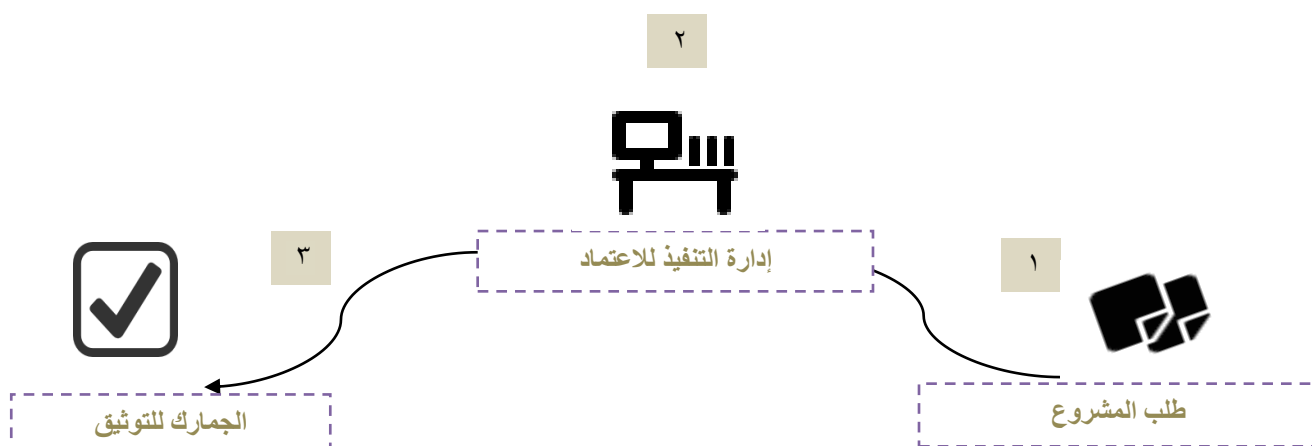 ١
طلب المشروع
٢
إدارة التنفيذ للاعتماد
٣
الجمارك للتوثيق